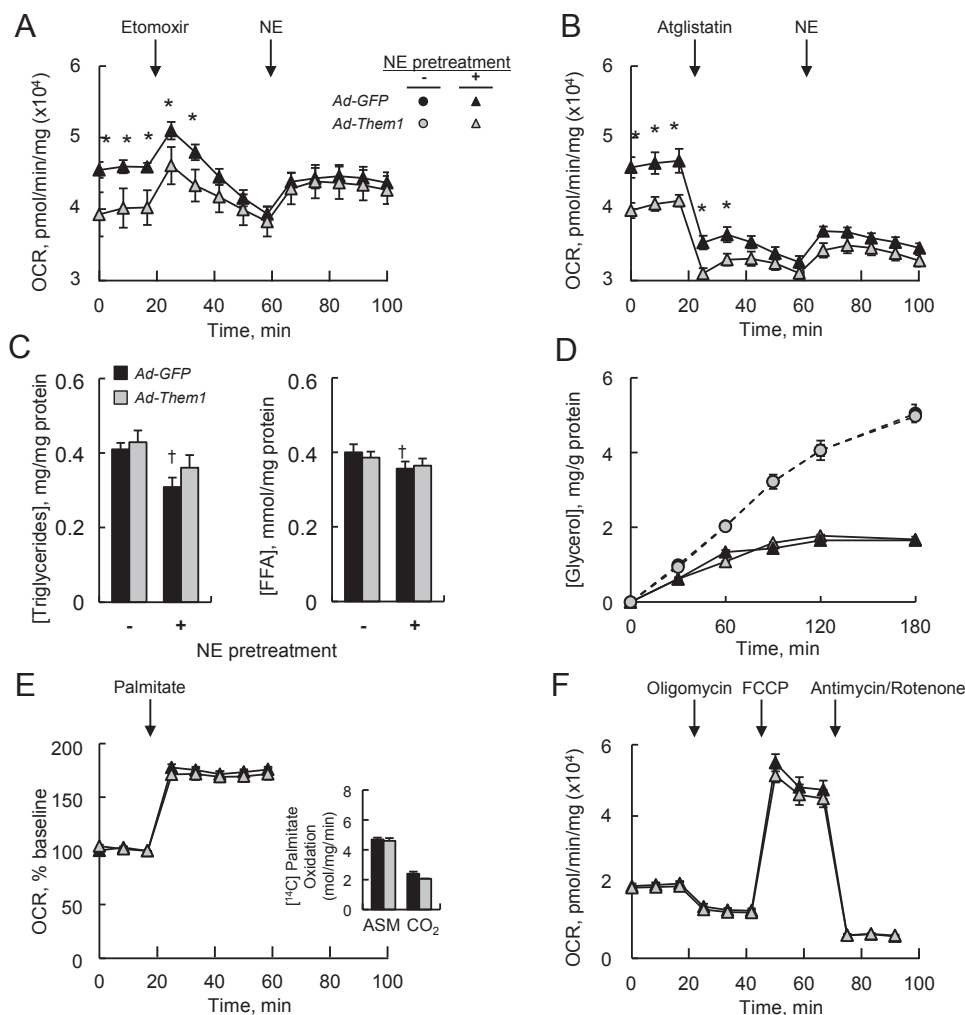 A
Etomoxir
NE
OCR, pmol/min/mg (x10⁴)
6
5
4
3
0 20 40 60 80 100
Time, min
* * * * *
NE pretreatment
- +
Ad-GFP
Ad-Them1
B
Atglistatin
NE
OCR, pmol/min/mg (x10⁴)
6
5
4
3
0 20 40 60 80 100
Time, min
* * * * *
C
Ad-GFP
Ad-Them1
[Triglycerides], mg/mg protein
0.6
0.4
0.2
0
†
- +
[FFA], mmol/mg protein
0.6
0.4
0.2
0
†
- +
NE pretreatment
D
[Glycerol], mg/g protein
6
4
2
0
0 60 120 180
Time, min
E
Palmitate
OCR, % baseline
200
150
100
50
0
0 20 40 60 80 100
Time, min
[¹⁴C] Palmitate
Oxidation
(mol/mg/min)
8
6
4
2
0
ASM CO₂
F
Oligomycin FCCP Antimycin/Rotenone
OCR, pmol/min/mg (x10⁴)
6
4
2
0
0 20 40 60 80 100
Time, min